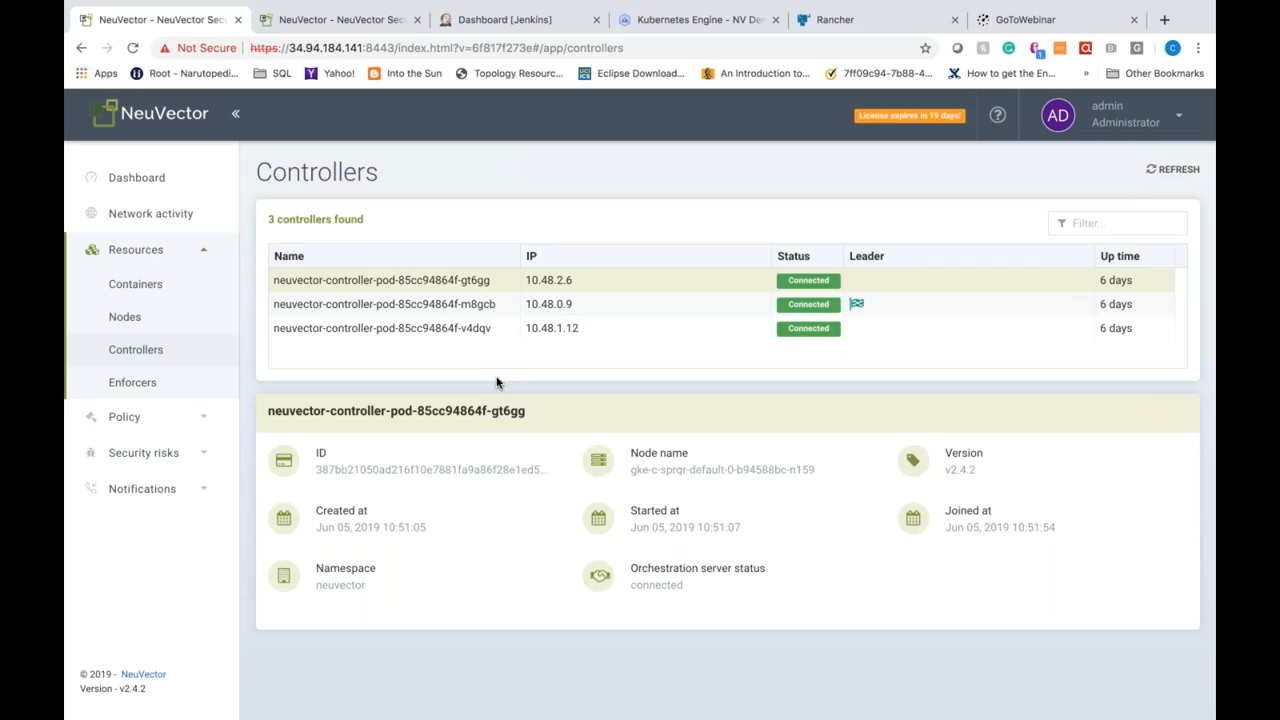 NeuVector - NeuVector Sec
NeuVector - NeuVector Secu
Dashboard [Jenkins]
Kubernetes Engine - NV De
Rancher
GoToWebinar
Not Secure
https://34.94.184.141:8443/index.html?v=6f817f273e#/app/controllers
1
C
Apps
Root - Narutopedi...
SQL
Yahoo!
Into the Sun
Topology Resourc...
Eclipse Download...
An Introduction to...
7ff09c94-7b88-4...
How to get the En...
»
Other Bookmarks
NeuVector
«
License expires in 19 days!
AD
admin
Administrator
Dashboard
Network activity
Resources
Containers
Nodes
Controllers
Enforcers
Policy
Security risks
Notifications
© 2019 - NeuVector
Version - v2.4.2
Controllers
REFRESH
3 controllers found
Filter...
Name IP Status Leader Up time
neuvector-controller-pod-85cc94864f-gt6gg 10.48.2.6 Connected 6 days
neuvector-controller-pod-85cc94864f-m8gcb 10.48.0.9 Connected 6 days
neuvector-controller-pod-85cc94864f-v4dqv 10.48.1.12 Connected 6 days
neuvector-controller-pod-85cc94864f-gt6gg
ID
387bb21050ad216f10e7881fa9a86f28e1ed5...
Node name
gke-c-sprqr-default-0-b94588bc-n159
Version
v2.4.2
Created at
Jun 05, 2019 10:51:05
Started at
Jun 05, 2019 10:51:07
Joined at
Jun 05, 2019 10:51:54
Namespace
neuvector
Orchestration server status
connected